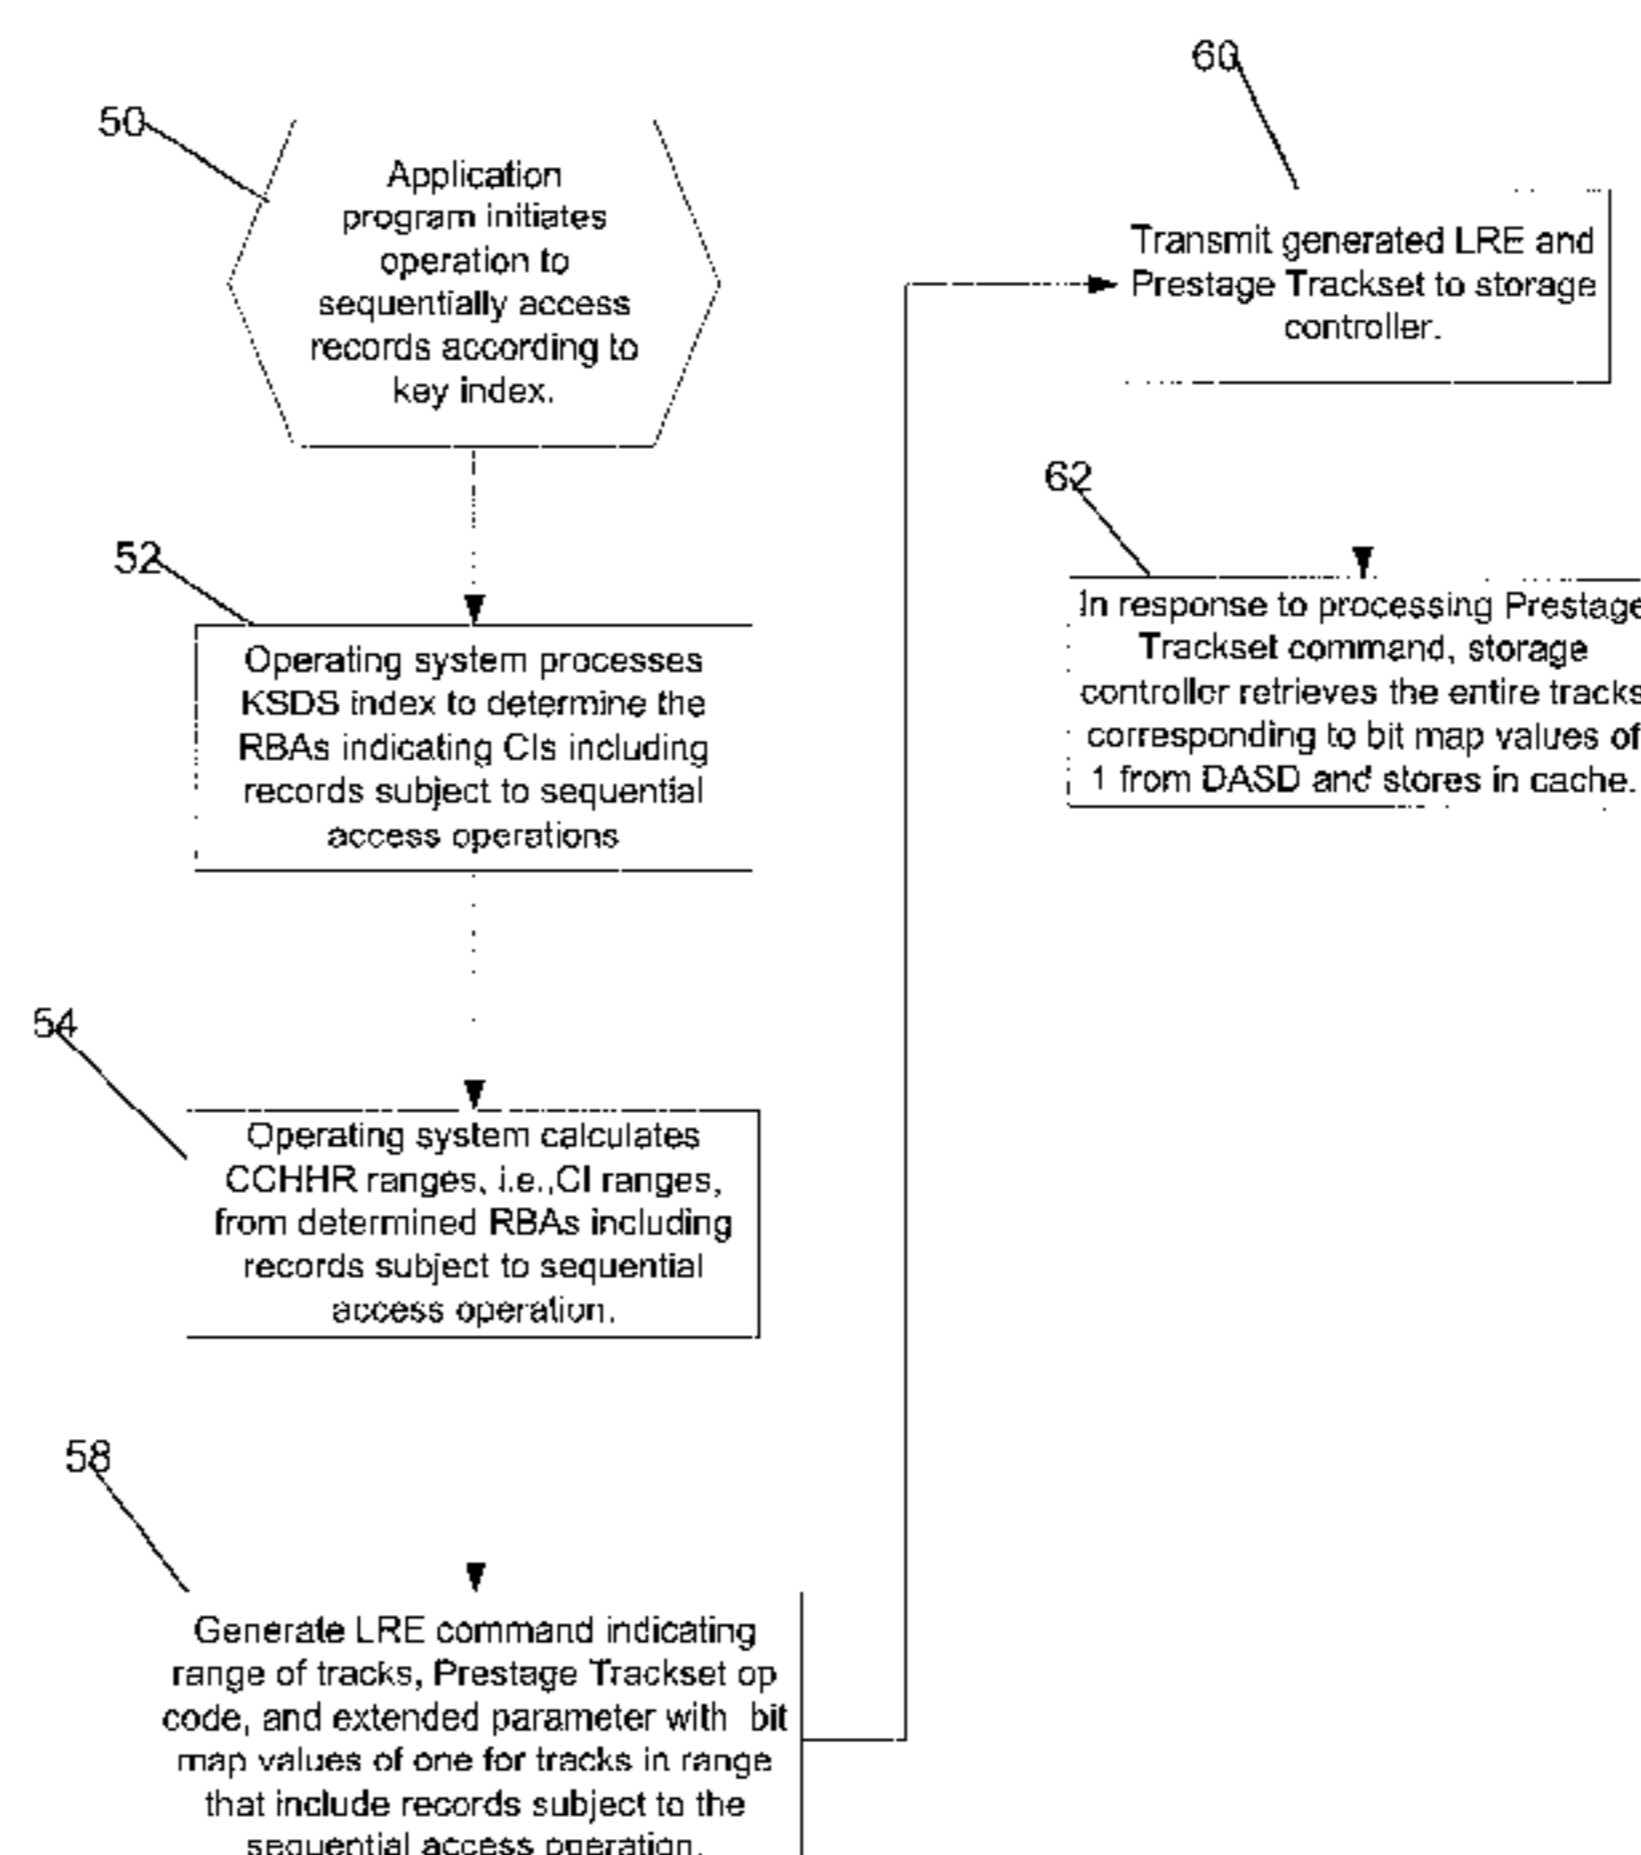 50
Application
program initiates
operation to
sequentially access
records according to
key index.
52
Operating system processes
KSDS index to determine the
RBAs indicating CIs including
records subject to sequential
access operations
54
Operating system calculates
CCHHR ranges, i.e.,CI ranges,
from determined RBAs including
records subject to sequential
access operation.
58
Generate LRE command indicating
range of tracks, Prestage Trackset op
code, and extended parameter with bit
map values of one for tracks in range
that include records subject to the
sequential access operation.
60
Transmit generated LRE and
Prestage Trackset to storage
controller.
62
In response to processing Prestage
Trackset command, storage
controller retrieves the entire tracks
corresponding to bit map values of
1 from DASD and stores in cache.